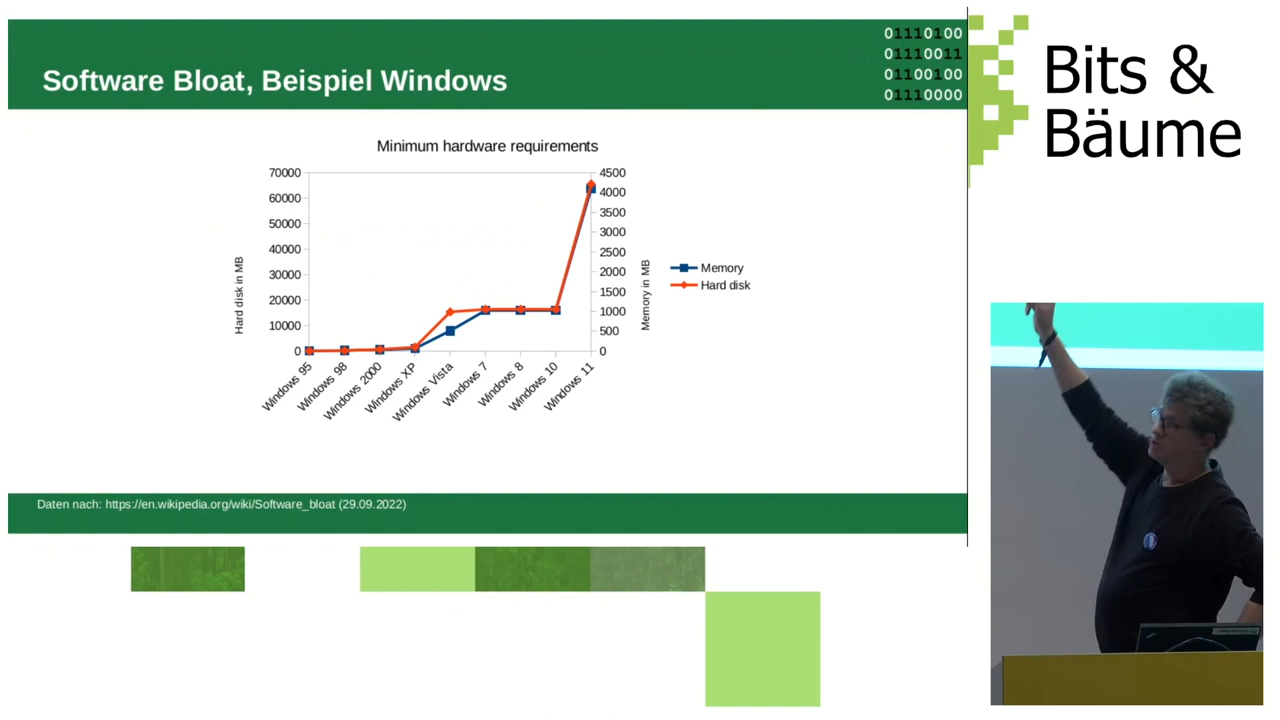 Software Bloat, Beispiel Windows
01110100
01110011
01100100
01110000
Bits &
Bäume
Minimum hardware requirements
70000
60000
50000
40000
30000
20000
10000
0
Hard disk in MB
4500
4000
3500
3000
2500
2000
1500
1000
500
0
Memory in MB
Windows 95
Windows 98
Windows 2000
Windows XP
Windows Vista
Windows 7
Windows 8
Windows 10
Windows 11
Memory
Hard disk
Daten nach: https://en.wikipedia.org/wiki/Software_bloat (29.09.2022)